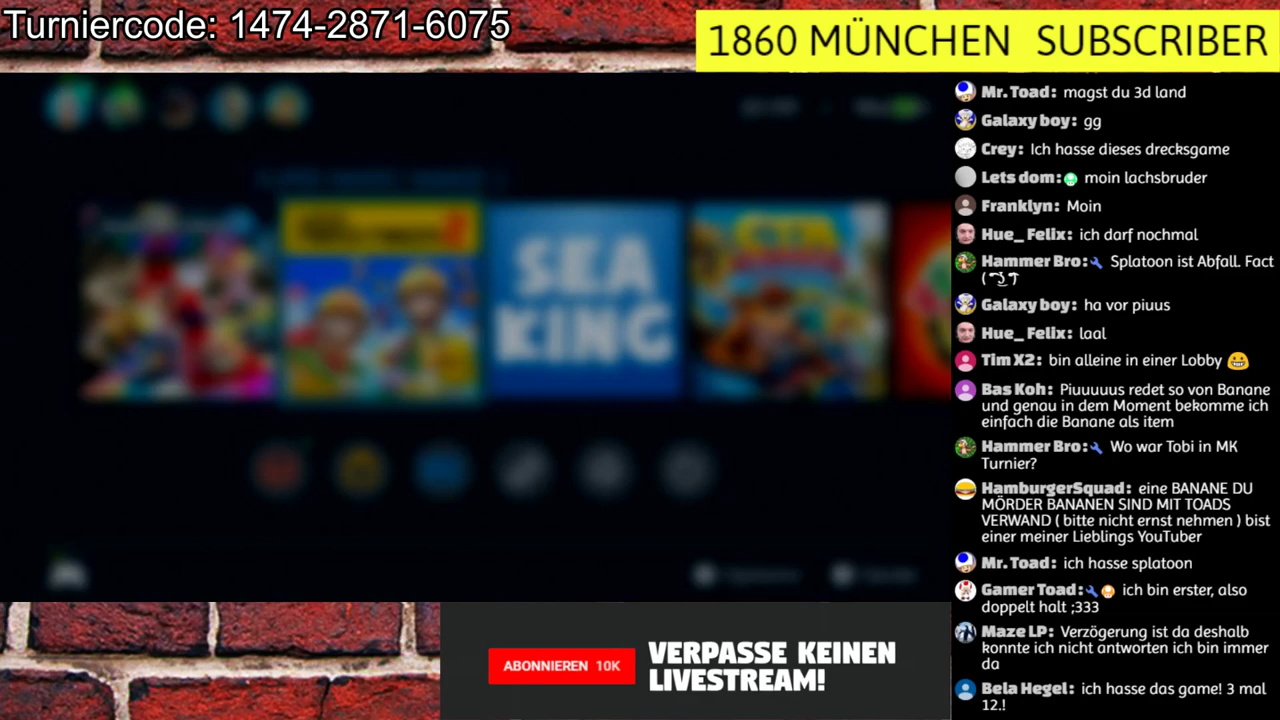 Turniercode: 1474-2871-6075
1860 MÜNCHEN SUBSCRIBER
Mr. Toad: magst du 3d land
Galaxy boy: gg
Crey: Ich hasse dieses drecksgame
Lets dom: moin lachsbruder
Franklyn: Moin
Hue_Felix: ich darf nochmal
Hammer Bro: Splatoon ist Abfall. Fact
( ͡° ͜ʖ ͡°)
Galaxy boy: ha vor piuus
Hue_Felix: laal
Tim X2: bin alleine in einer Lobby 😬
Bas Koh: Piuuuuus redet so von Banane
und genau in dem Moment bekomme ich
einfach die Banane als item
Hammer Bro: Wo war Tobi in MK
Turnier?
HamburgerSquad: eine BANANE DU
MÖRDER BANANEN SIND MIT TOADS
VERWAND ( bitte nicht ernst nehmen ) bist
einer meiner Lieblings YouTuber
Mr. Toad: ich hasse splatoon
Gamer Toad: ich bin erster, also
doppelt halt ;333
Maze LP: Verzögerung ist da deshalb
konnte ich nicht antworten ich bin immer
da
Bela Hegel: ich hasse das game! 3 mal
12.!
SEA
KING
ABONNIEREN 10K
VERPASSE KEINEN
LIVESTREAM!